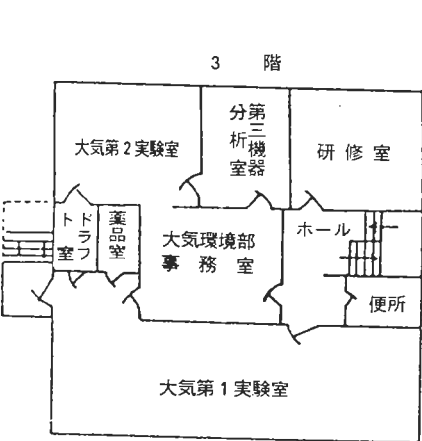 3 階
大気第2実験室
第三機器
分析室
研修室
ドラフ
ト室
薬品室
大気環境部
事務室
ホール
便所
大気第1実験室